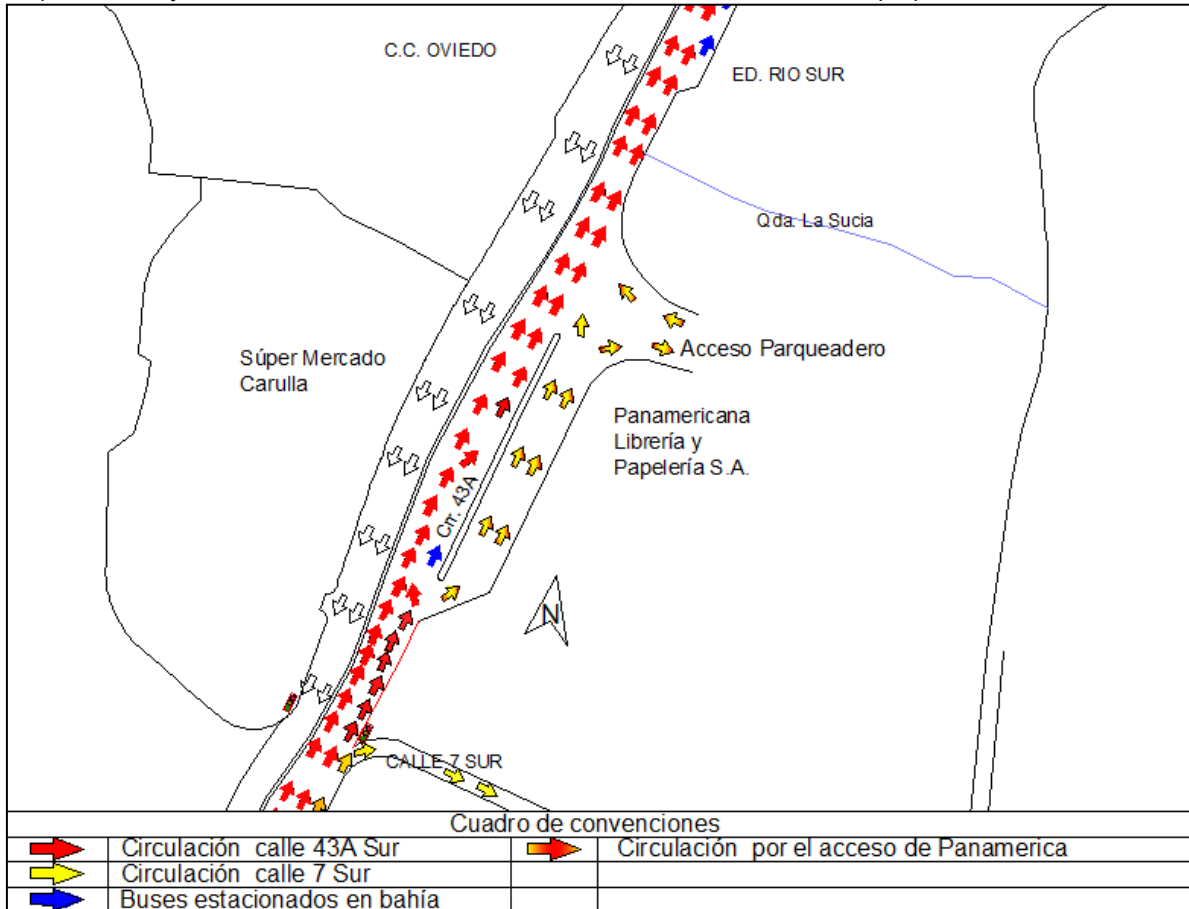 C.C. OVIEDO
ED. RIO SUR
Qda. La Sucia
Súper Mercado
Carulla
Acceso Parqueadero
Panamericana
Librería y
Papelería S.A.
Crr. 43A
N
CALLE 7 SUR
Cuadro de convenciones
Circulación calle 43A Sur
Circulación por el acceso de Panamerica
Circulación calle 7 Sur
Buses estacionados en bahía